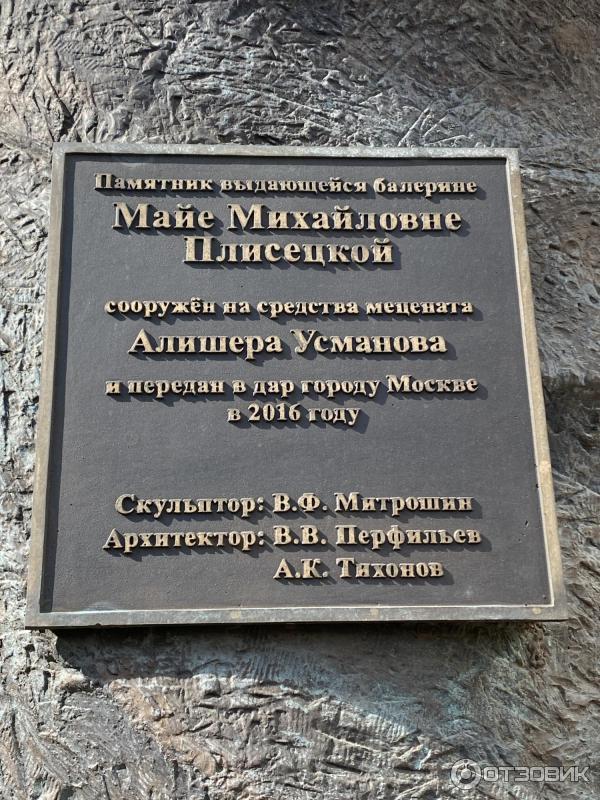 Памятник выдающейся балерине
Майе Михайловне
Плисецкой
сооружён на средства мецената
Алишера Усманова
и передан в дар городу Москве
в 2016 году
Скульптор: В.Ф. Митрошин
Архитектор: В.В. Перфильев
А.К. Тихонов
ОТЗОВИК